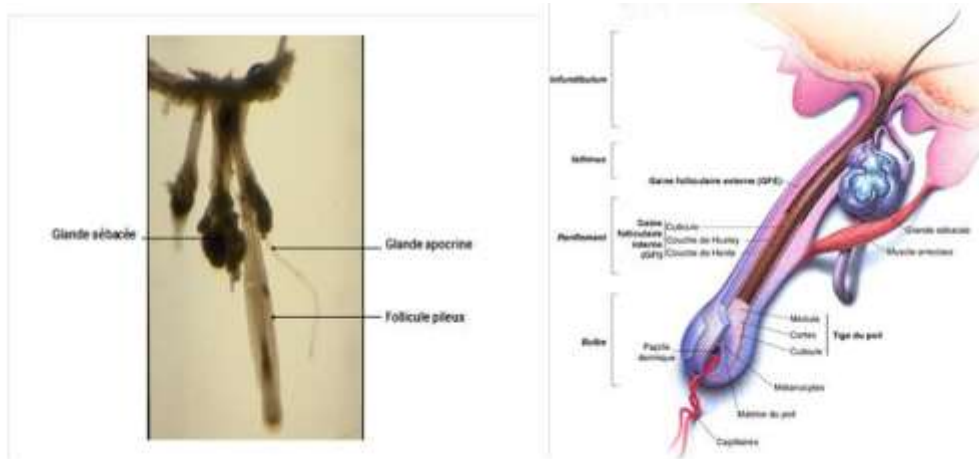 Glande sébacée
Glande apocrine
Follicule pileux
Infundibulum
Isthmus
Gaine folliculaire externe (GFE)
Renflement
Gaine
folliculaire
interne
(GFI)
Cuticule
Couche de Huxley
Couche de Henle
Glande sébacée
Muscle arrecteur
Bulbe
Papille
dermique
Médulla
Cortex
Cuticule
Tige du poil
Mélanocytes
Matrice du poil
Capillaires